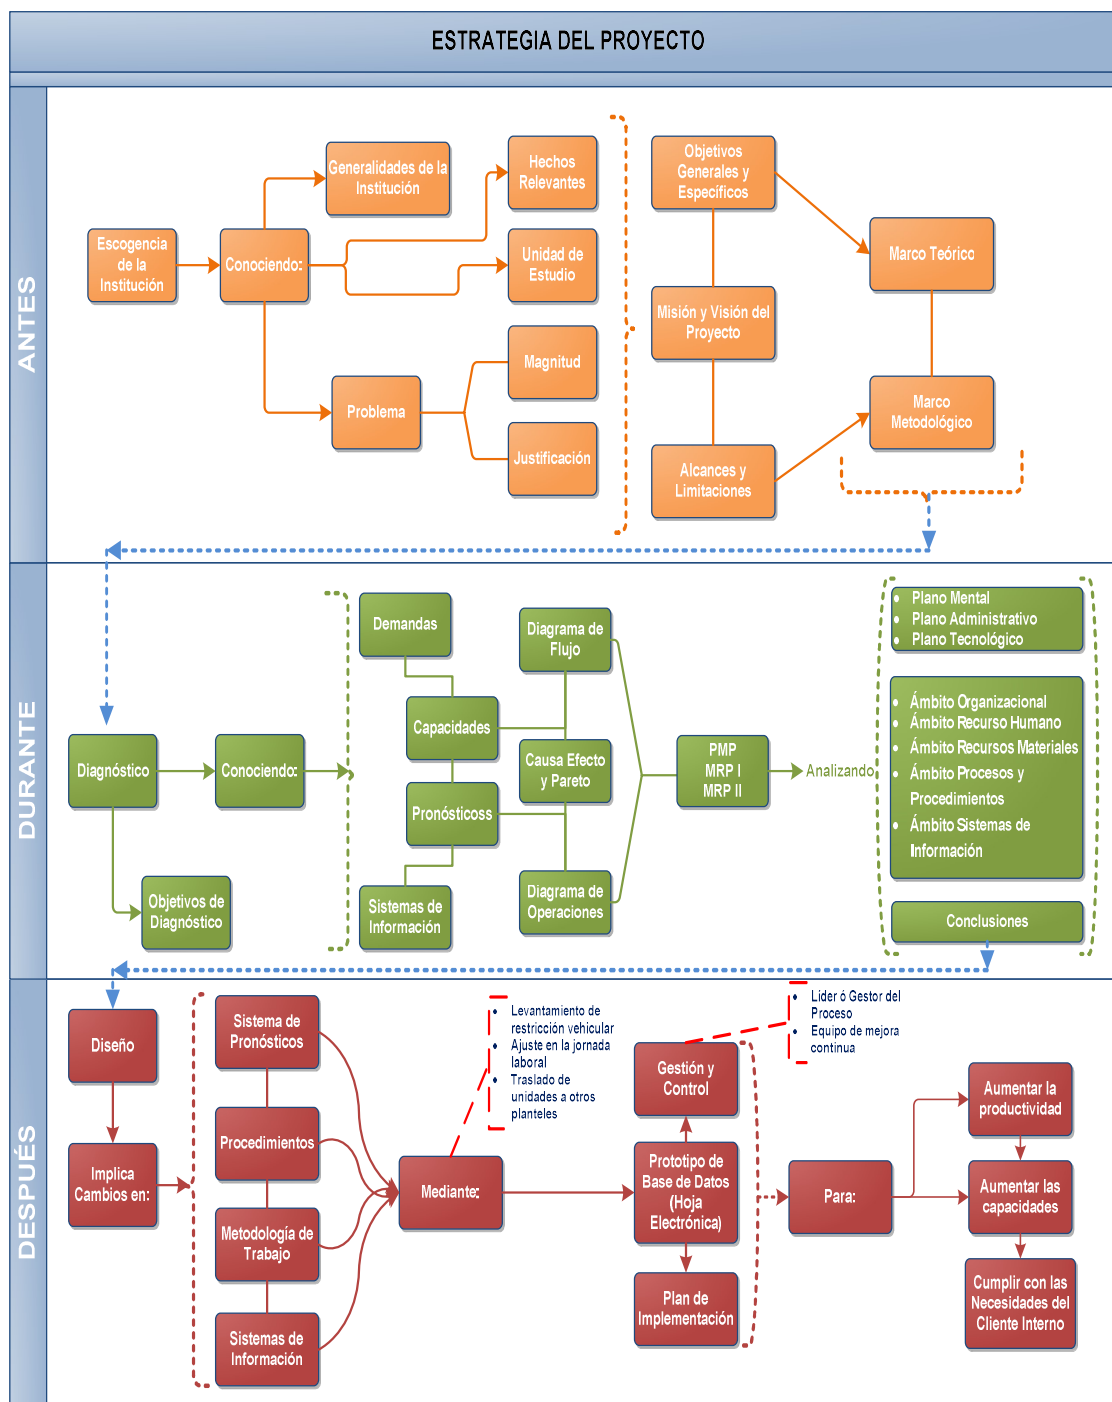 ESTRATEGIA DEL PROYECTO
ANTES
Escogencia
de la
Institución
Conociendo:
Generalidades de la
Institución
Hechos
Relevantes
Unidad de
Estudio
Problema
Magnitud
Justificación
Objetivos
Generales y
Específicos
Misión y Visión del
Proyecto
Alcances y
Limitaciones
Marco Teórico
Marco
Metodológico
DURANTE
Diagnóstico
Conociendo:
Objetivos de
Diagnóstico
Demandas
Capacidades
Pronósticoss
Sistemas de
Información
Diagrama de
Flujo
Causa Efecto
y Pareto
Diagrama de
Operaciones
PMP
MRP I
MRP II
Analizando
• Plano Mental
• Plano Administrativo
• Plano Tecnológico
• Ámbito Organizacional
• Ámbito Recurso Humano
• Ámbito Recursos Materiales
• Ámbito Procesos y
Procedimientos
• Ámbito Sistemas de
Información
Conclusiones
DESPUÉS
Diseño
Implica
Cambios en:
Sistema de
Pronósticos
Procedimientos
Metodología de
Trabajo
Sistemas de
Información
Mediante:
• Levantamiento de
restricción vehicular
• Ajuste en la jornada
laboral
• Traslado de
unidades a otros
planteles
Gestión y
Control
Prototipo de
Base de Datos
(Hoja
Electrónica)
Plan de
Implementación
• Líder ó Gestor del
Proceso
• Equipo de mejora
continua
Para:
Aumentar la
productividad
Aumentar las
capacidades
Cumplir con las
Necesidades del
Cliente Interno